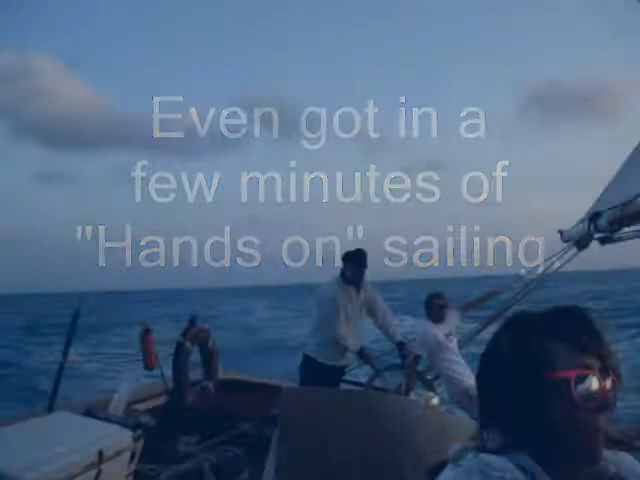 Even got in a
few minutes of
"Hands on" sailing